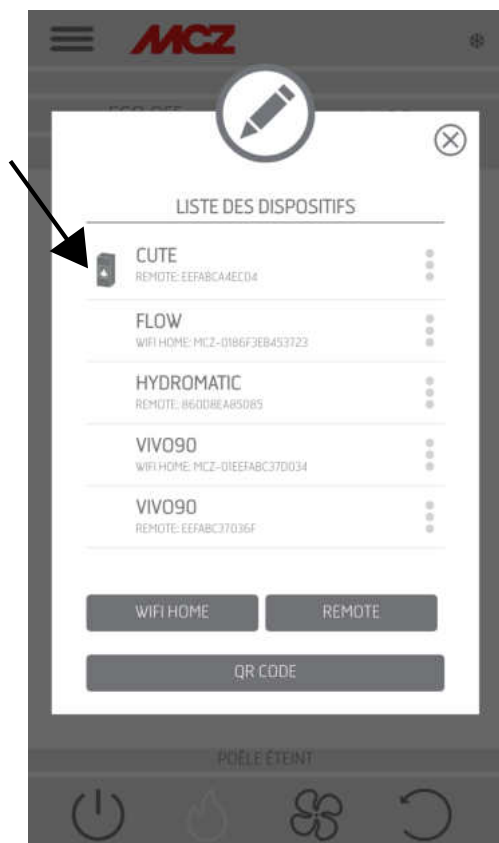 MCZ
LISTE DES DISPOSITIFS
CUTE
REMOTE: EEFABCA4EC04
FLOW
WIFI HOME: MCZ-0186F3EB453723
HYDROMATIC
REMOTE: 860D8EA85085
VIVO90
WIFI HOME: MCZ-01EEFABC37D034
VIVO90
REMOTE: EEFABC37036F
WIFI HOME
REMOTE
QR CODE
POÊLE ÉTEINT